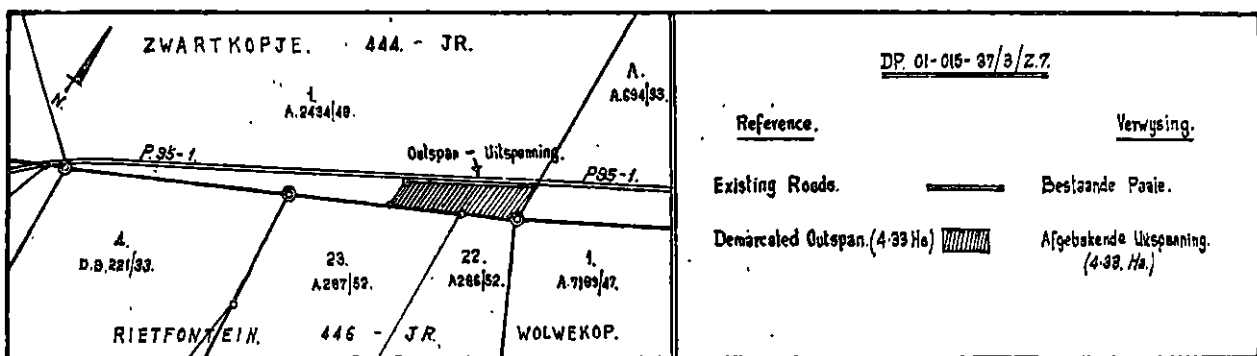 ZWARTKOPJE. 444. - JR.
N.
1.
A.2434/48.
A.
A.694/33.
P.95-1.
Outspan - Uitspanning.
P95-1.
A.
D.B.221/33.
23.
A287/52.
22.
A286/52.
1.
A.7193/47.
RIETFONTEIN. 446 - JR. WOLWEKOP.
DP. 01-015-37/3/Z.7.
Reference. Verwysing.
Existing Roads. Bestaande Paaie.
Demarcated Outspan. (4·33 Ha) Afgebakende Uitspanning.
(4·33. Ha.)